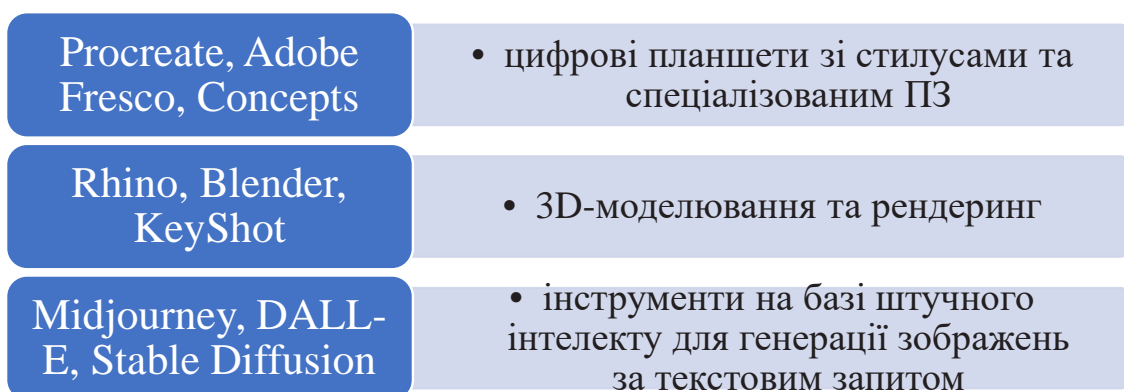 Procreate, Adobe
Fresco, Concepts
• цифрові планшети зі стилусами та
спеціалізованим ПЗ
Rhino, Blender,
KeyShot
• 3D-моделювання та рендеринг
Midjourney, DALL-
E, Stable Diffusion
• інструменти на базі штучного
інтелекту для генерації зображень
за текстовим запитом